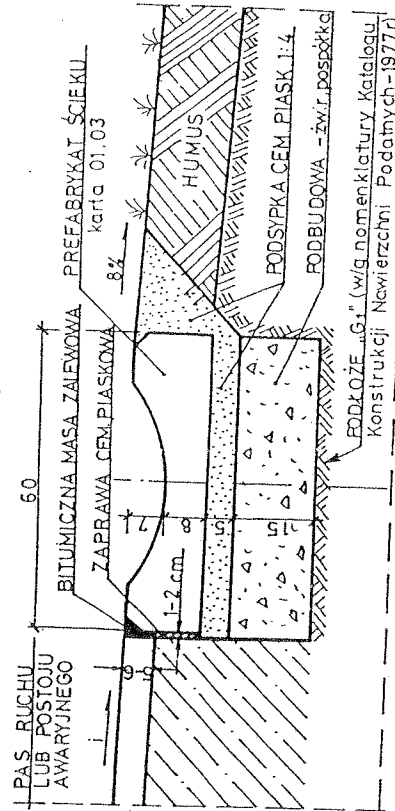 PAS RUCHU
LUB POSTOJU
AWARYJNEGO
60
BITUMICZNA MASA ZALEWOWA
ZAPRAWA CEM.PIASKOWA
PREFABRYKAT ŚCIEKU
karta 01.03
8%
i
5-6
1-2 cm
7
8
5
15
HUMUS
PODSYPKA CEM.PIASK.1:4
PODBUDOWA -żwir, pospółka
PODŁOŻE „G1" (w/g nomenklatury Katalogu
Konstrukcji Nawierzchni Podatnych-1977r)